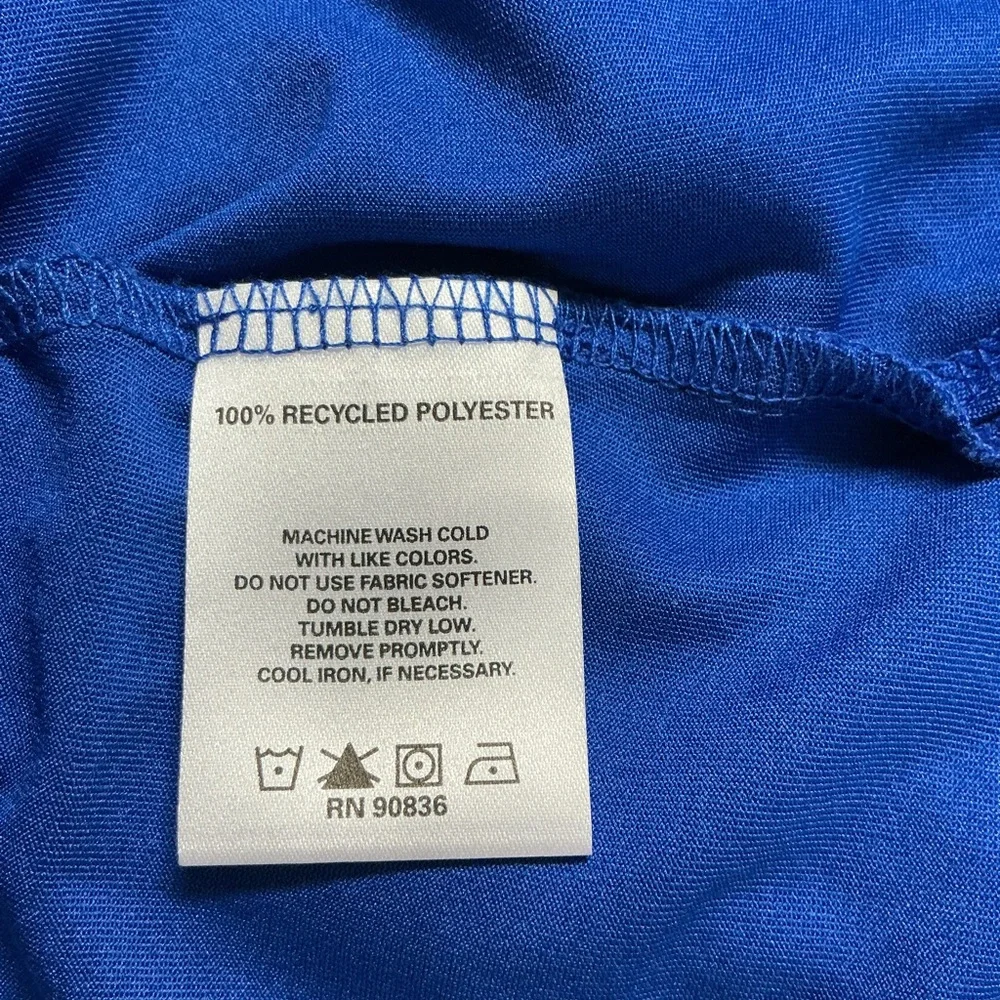 100% RECYCLED POLYESTER
MACHINE WASH COLD
WITH LIKE COLORS.
DO NOT USE FABRIC SOFTENER.
DO NOT BLEACH.
TUMBLE DRY LOW.
REMOVE PROMPTLY.
COOL IRON, IF NECESSARY.
RN 90836